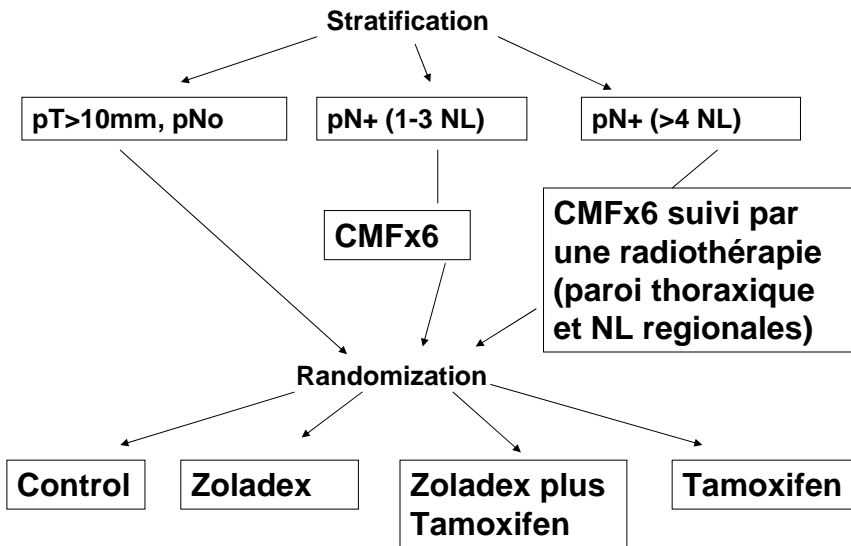 Stratification
pT>10mm, pNo
pN+ (1-3 NL)
pN+ (>4 NL)
CMFx6
CMFx6 suivi par
une radiothérapie
(paroi thoraxique
et NL regionales)
Randomization
Control
Zoladex
Zoladex plus
Tamoxifen
Tamoxifen